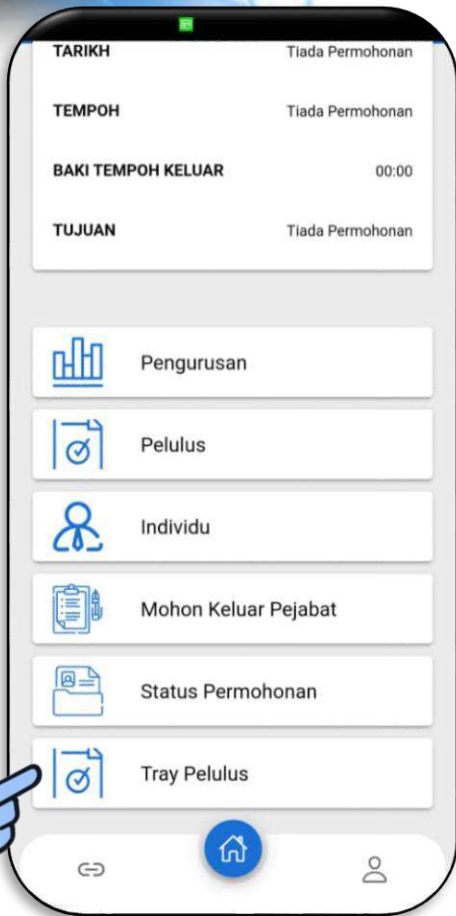 TARIKH Tiada Permohonan
TEMPOH Tiada Permohonan
BAKI TEMPOH KELUAR 00:00
TUJUAN Tiada Permohonan
Pengurusan
Pelulus
Individu
Mohon Keluar Pejabat
Status Permohonan
Tray Pelulus